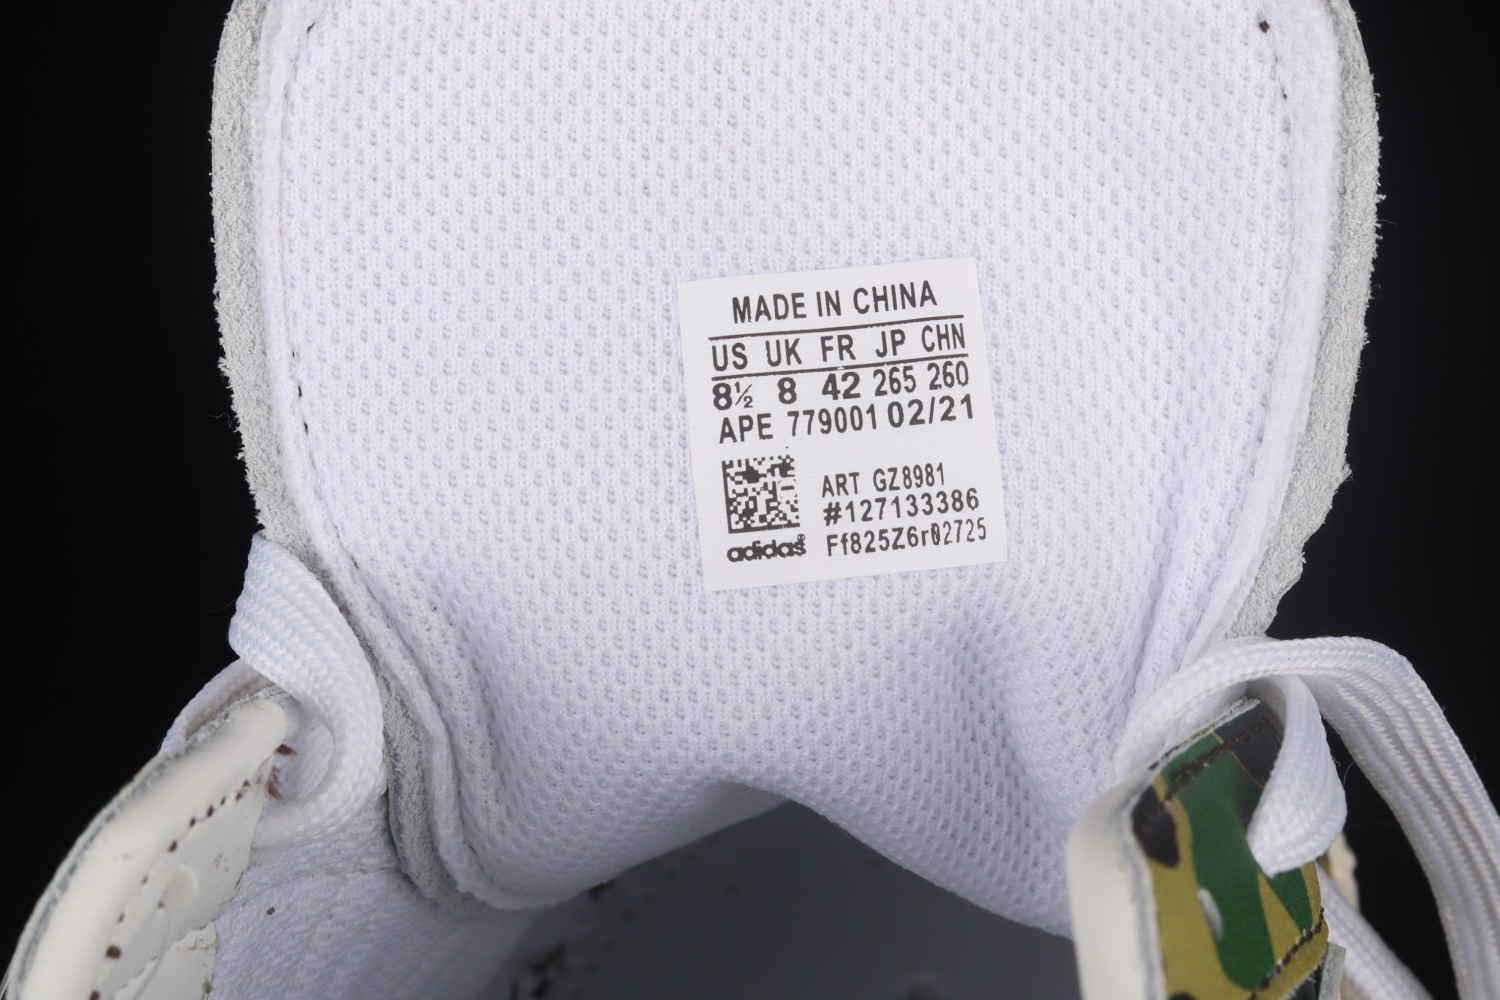 MADE IN CHINA
US UK FR JP CHN
8½ 8 42 265 260
APE 779001 02/21
ART GZ8981
#127133386
Ff825Z6r02725
adidas